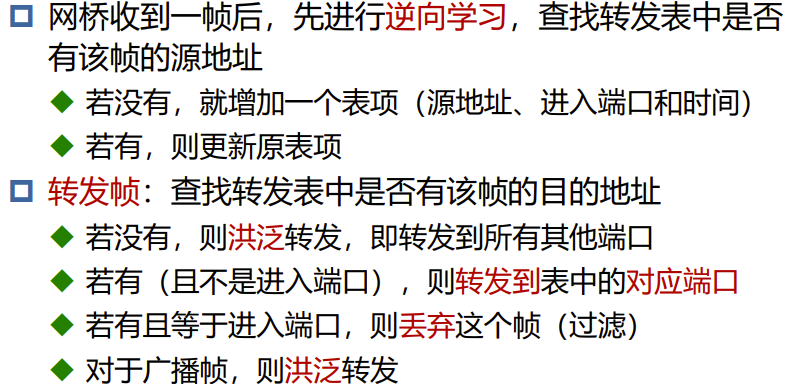 网桥收到一帧后，先进行逆向学习，查找转发表中是否
有该帧的源地址
若没有，就增加一个表项（源地址、进入端口和时间）
若有，则更新原表项
转发帧：查找转发表中是否有该帧的目的地址
若没有，则洪泛转发，即转发到所有其他端口
若有（且不是进入端口），则转发到表中的对应端口
若有且等于进入端口，则丢弃这个帧（过滤）
对于广播帧，则洪泛转发